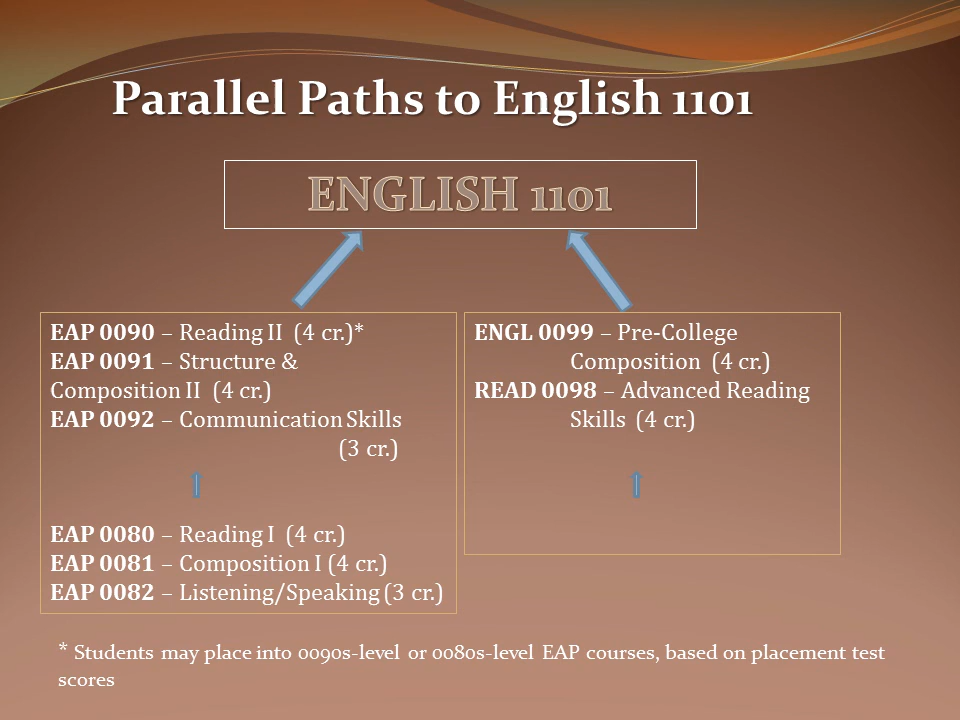 Parallel Paths to English 1101
ENGLISH 1101
EAP 0090 – Reading II (4 cr.)*
EAP 0091 – Structure &
Composition II (4 cr.)
EAP 0092 – Communication Skills
(3 cr.)
EAP 0080 – Reading I (4 cr.)
EAP 0081 – Composition I (4 cr.)
EAP 0082 – Listening/Speaking (3 cr.)
ENGL 0099 – Pre-College
Composition (4 cr.)
READ 0098 – Advanced Reading
Skills (4 cr.)
* Students may place into 0090s-level or 0080s-level EAP courses, based on placement test
scores